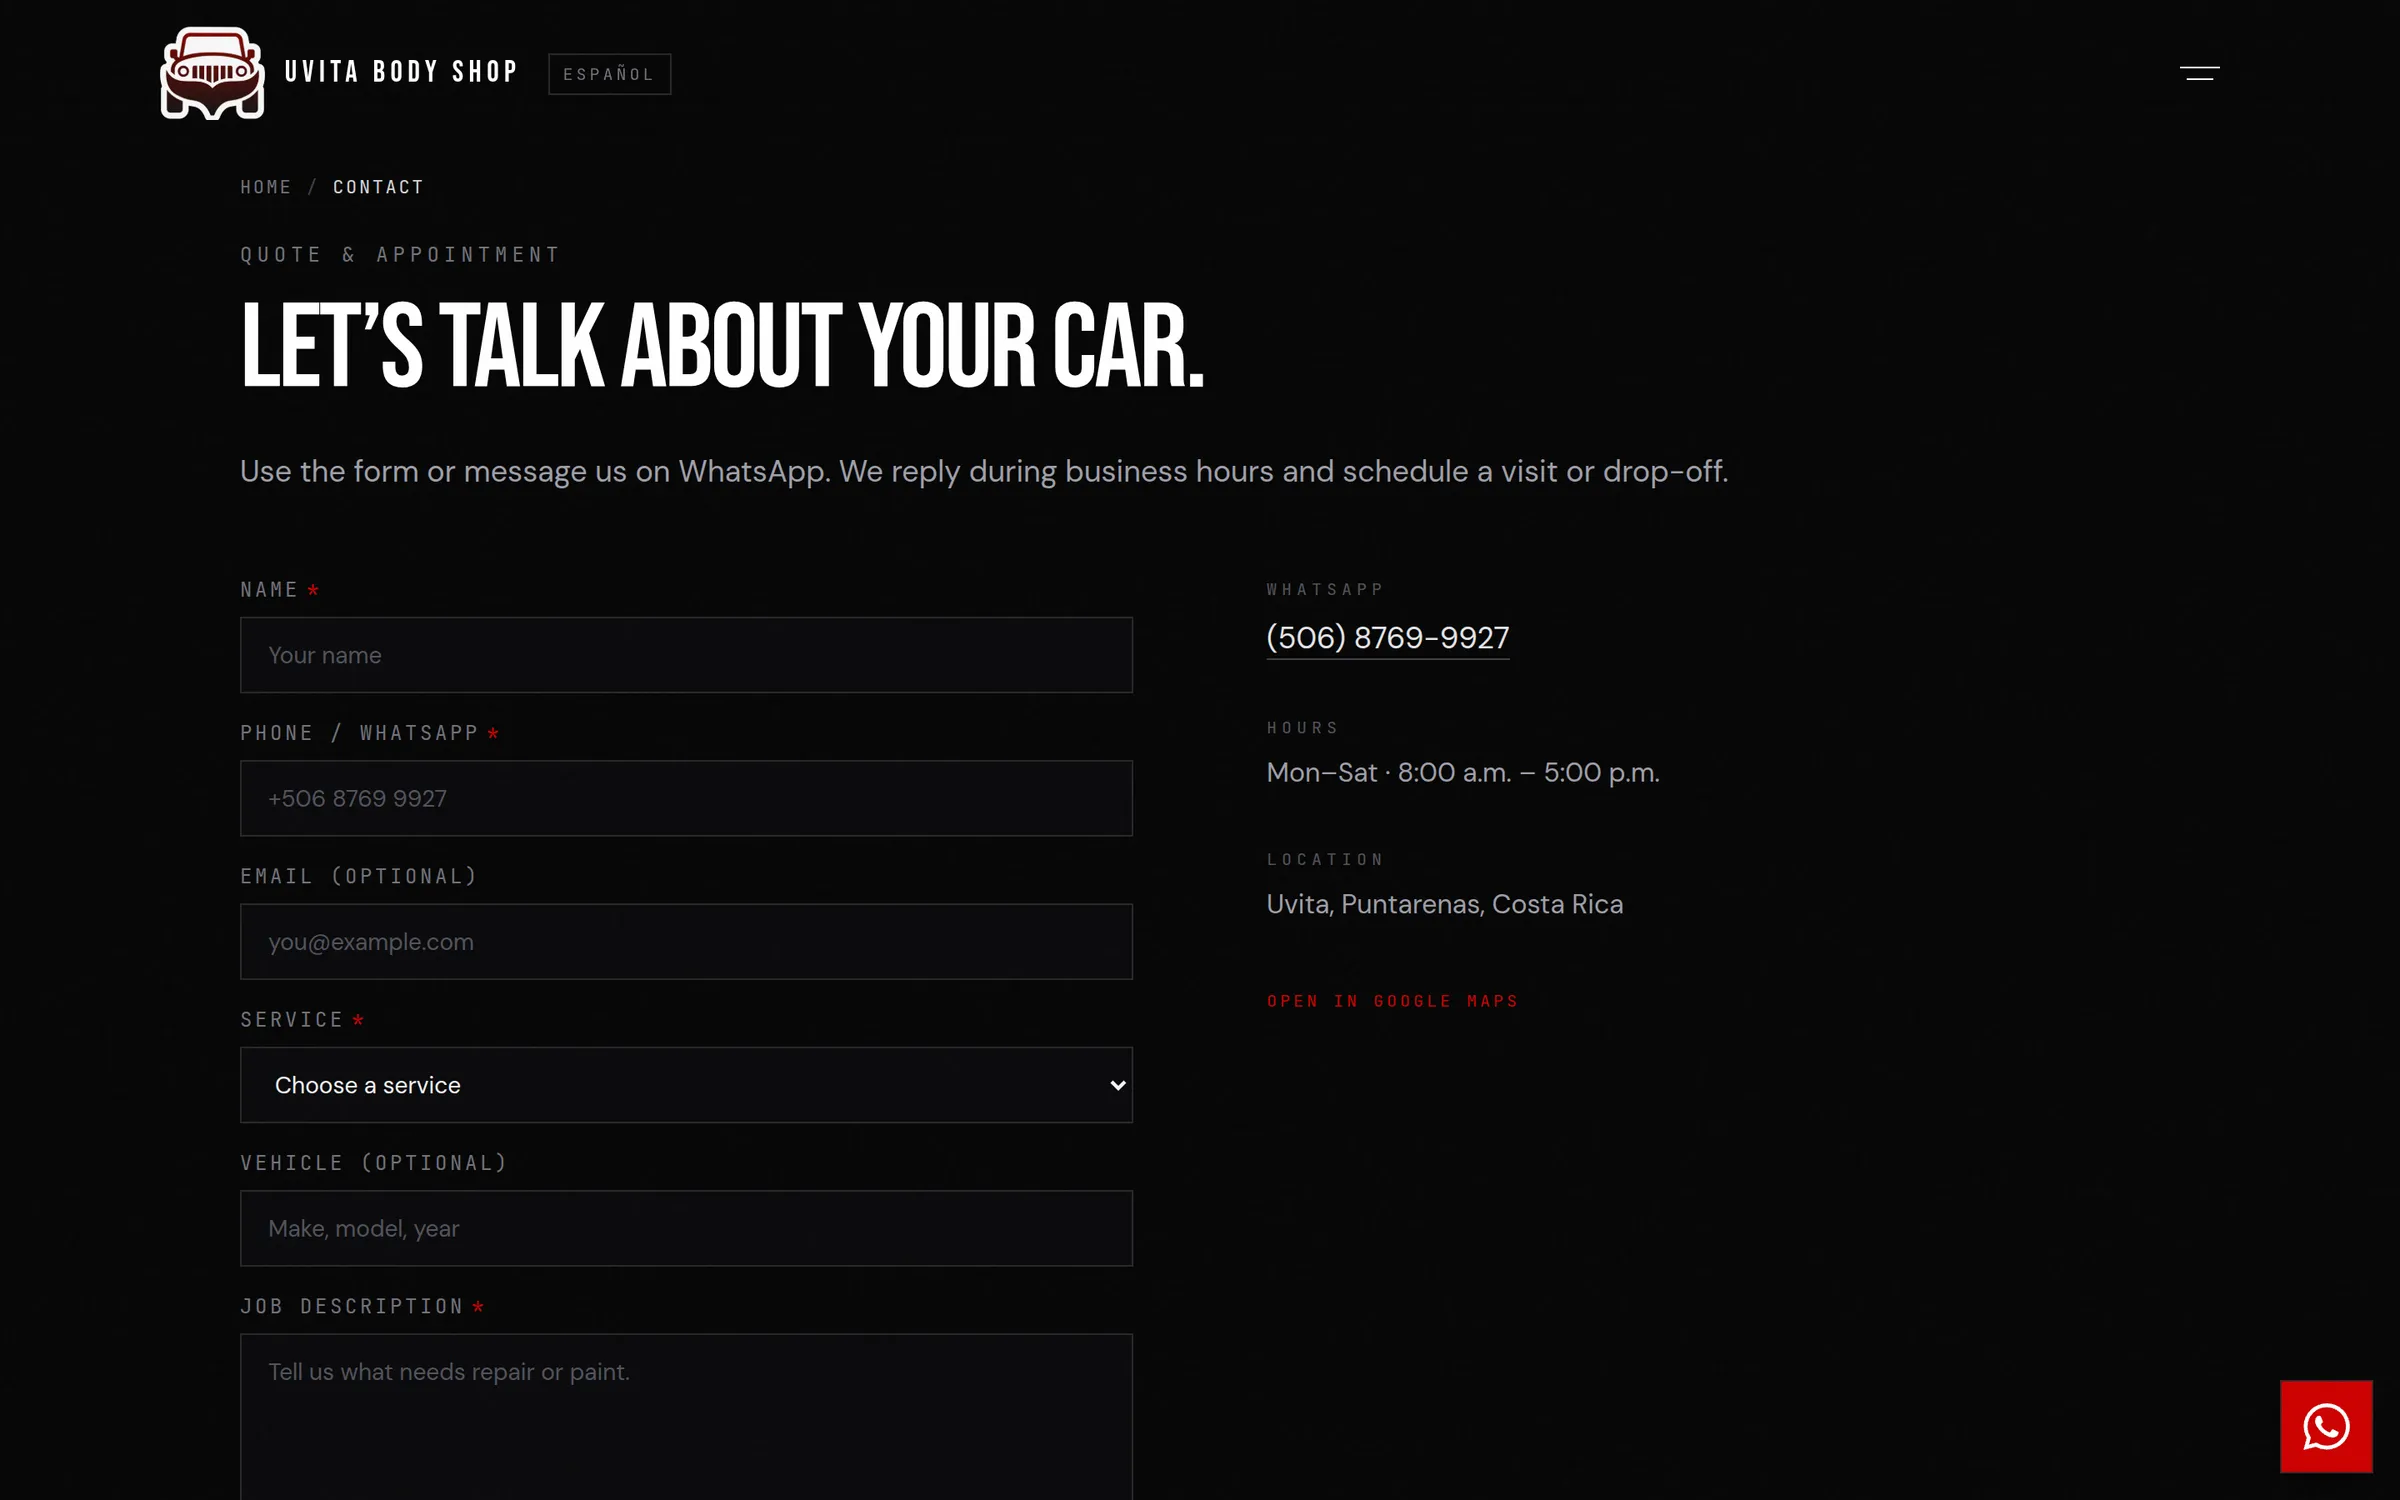 UVITA BODY SHOP
ESPAÑOL
HOME / CONTACT
QUOTE & APPOINTMENT
LET’S TALK ABOUT YOUR CAR.
Use the form or message us on WhatsApp. We reply during business hours and schedule a visit or drop-off.
NAME *
Your name
PHONE / WHATSAPP *
+506 8769 9927
EMAIL (OPTIONAL)
you@example.com
SERVICE *
Choose a service
VEHICLE (OPTIONAL)
Make, model, year
JOB DESCRIPTION *
Tell us what needs repair or paint.
WHATSAPP
(506) 8769-9927
HOURS
Mon–Sat · 8:00 a.m. – 5:00 p.m.
LOCATION
Uvita, Puntarenas, Costa Rica
OPEN IN GOOGLE MAPS